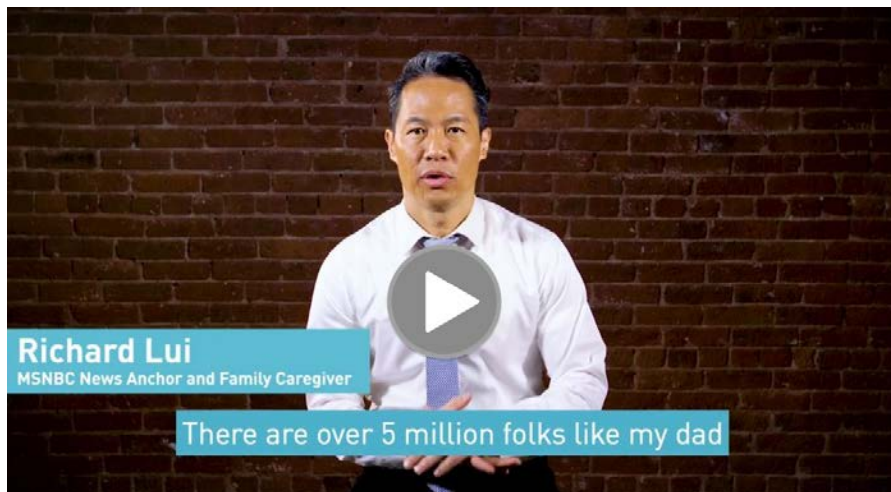 Richard Lui
MSNBC News Anchor and Family Caregiver
There are over 5 million folks like my dad